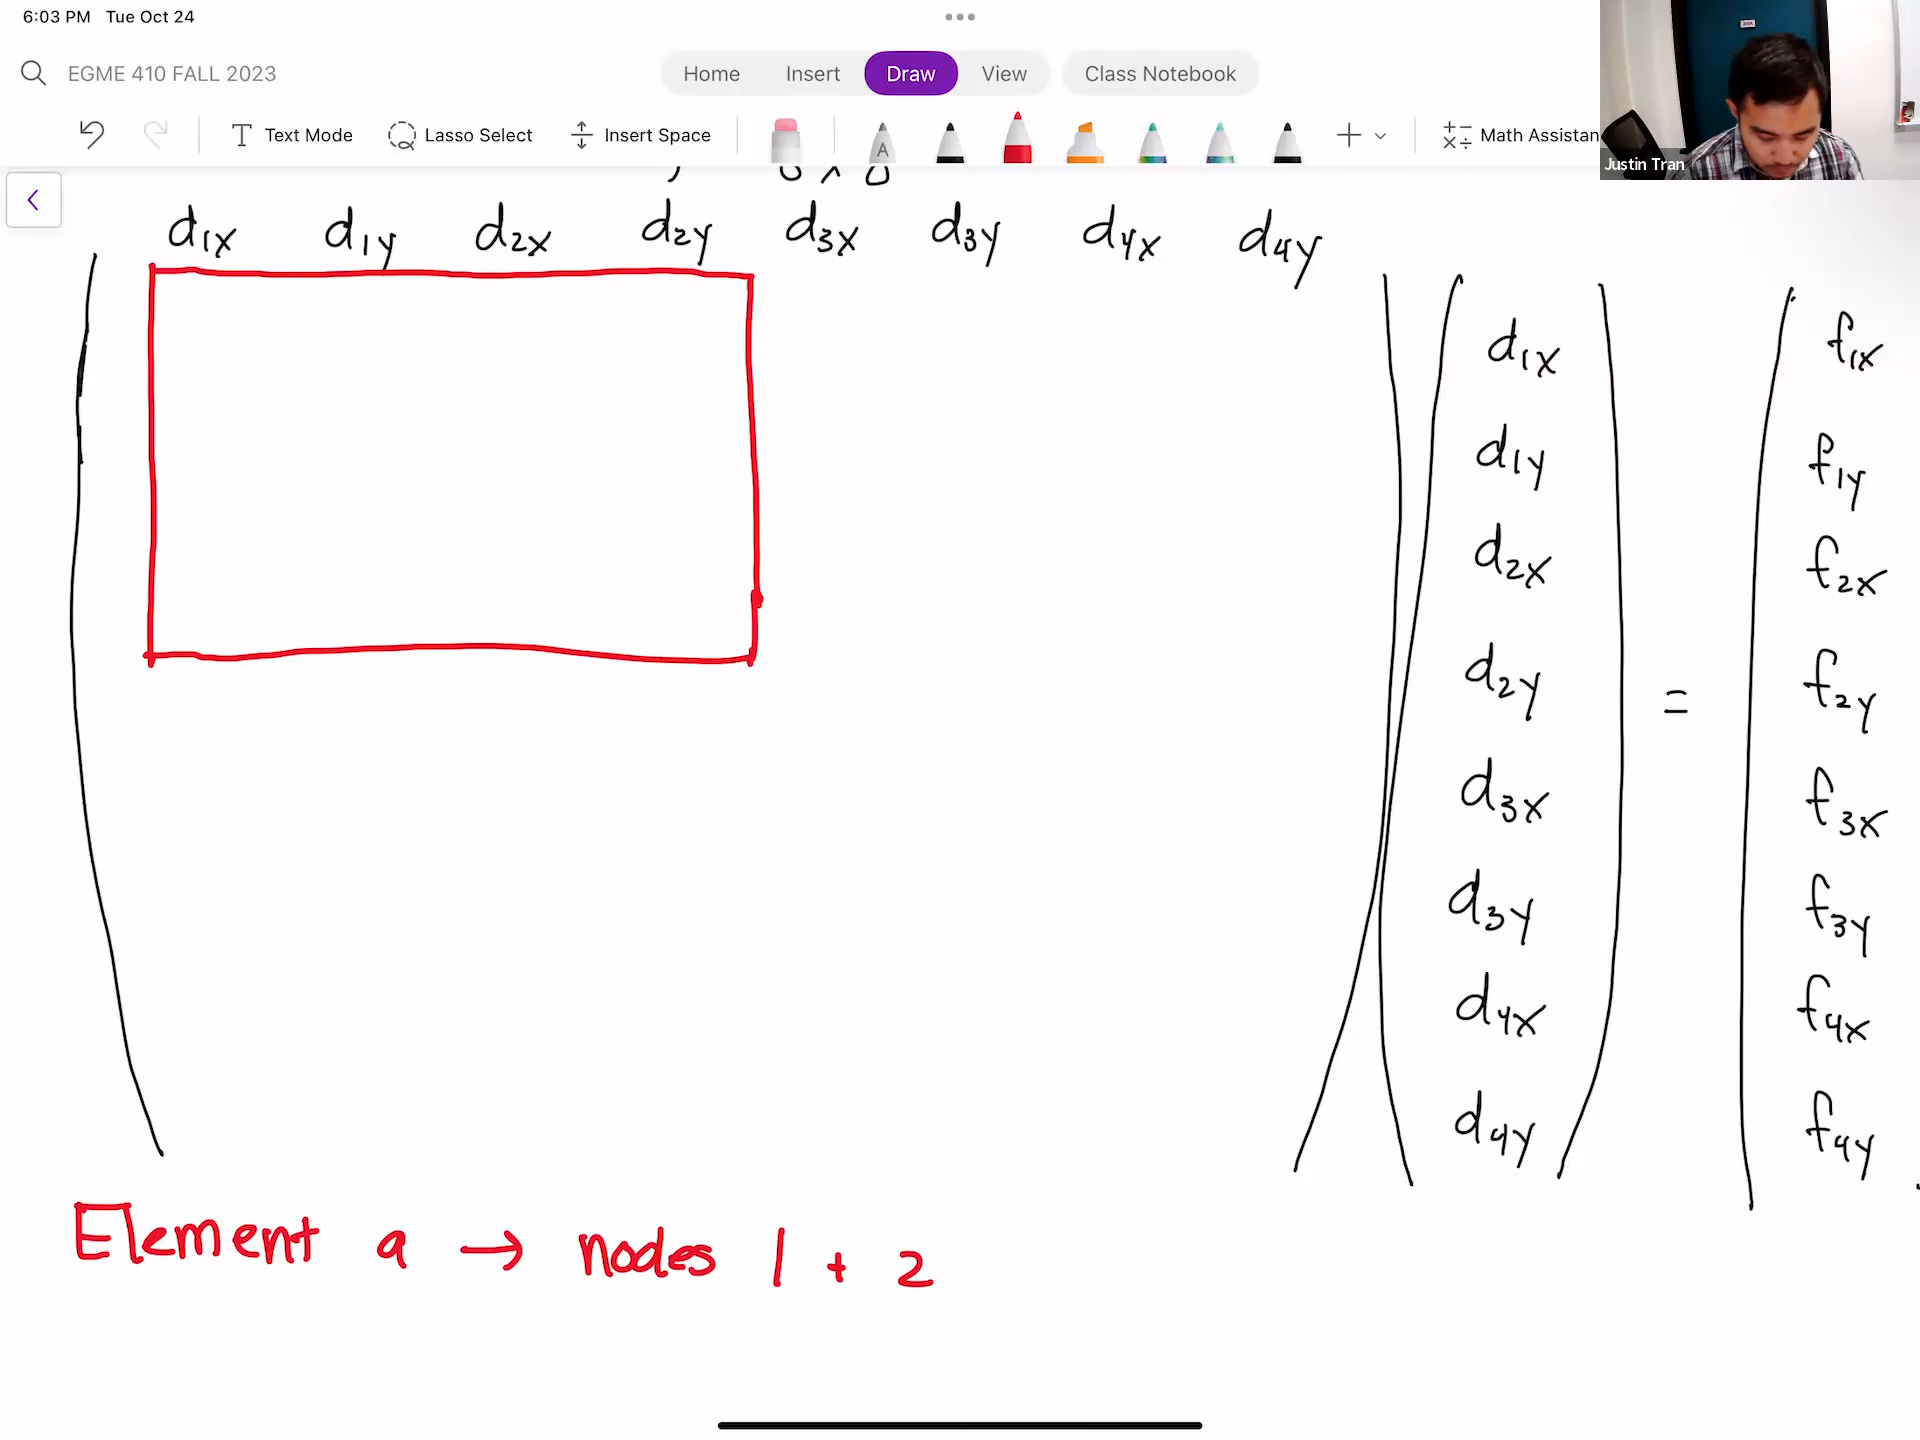 6:03 PM Tue Oct 24
EGME 410 FALL 2023
Home Insert Draw View Class Notebook
Text Mode Lasso Select Insert Space A Math Assistan
Justin Tran
d1x d1y d2x d2y d3x d3y d4x d4y
d1x f1x
d1y f1y
d2x f2x
d2y = f2y
d3x f3x
d3y f3y
d4x f4x
d4y f4y
Element a → nodes 1 + 2